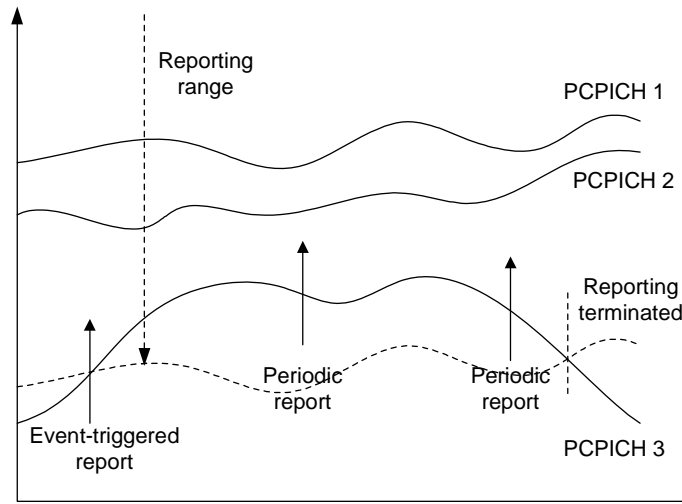 Reporting
range
PCPICH 1
PCPICH 2
Reporting
terminated
Periodic
report
Periodic
report
Event-triggered
report
PCPICH 3